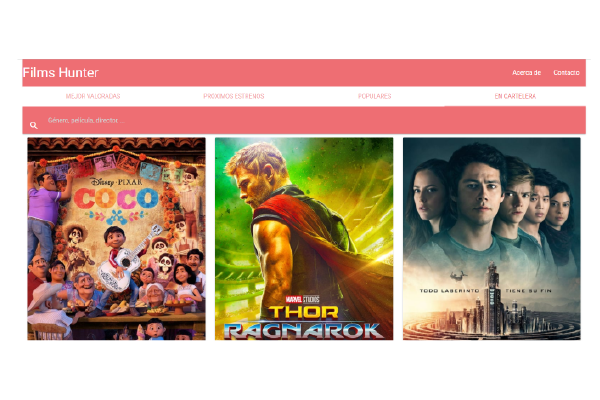 Films Hunter
Acerca de Contacto
MEJOR VALORADAS PRÓXIMOS ESTRENOS POPULARES EN CARTELERA
Género, película, director...
Disney · PIXAR
COCO
MARVEL STUDIOS
THOR
RAGNAROK
TODO LABERINTO TIENE SU FIN